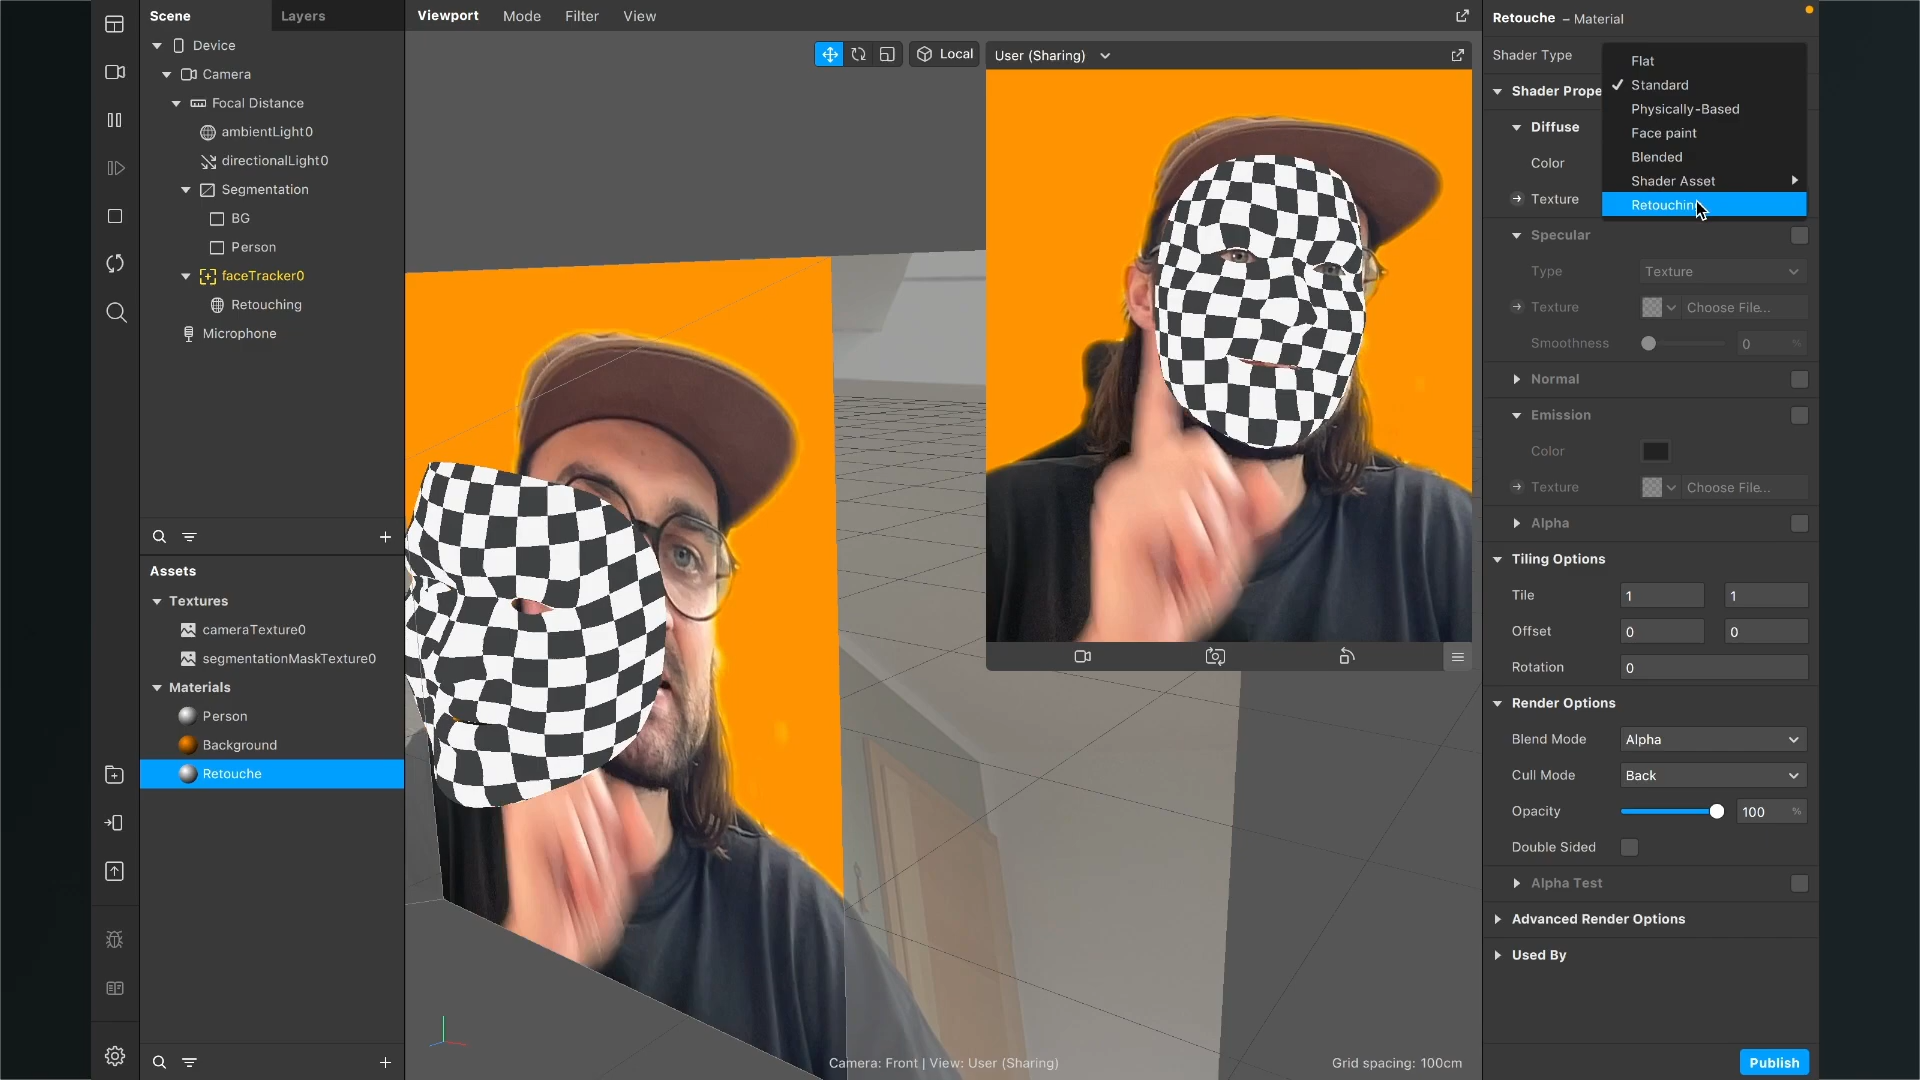 Scene
Layers
Device
Camera
Focal Distance
ambientLight0
directionalLight0
Segmentation
BG
Person
faceTracker0
Retouching
Microphone
Assets
Textures
cameraTexture0
segmentationMaskTexture0
Materials
Person
Background
Retouche
Viewport Mode Filter View
Local
User (Sharing)
Camera: Front | View: User (Sharing)
Grid spacing: 100cm
Retouche – Material
Shader Type
Flat
Standard
Physically-Based
Face paint
Blended
Shader Asset
Retouching
Shader Prope
Diffuse
Color
Texture
Specular
Type Texture
Texture Choose File...
Smoothness 0 %
Normal
Emission
Color
Texture Choose File...
Alpha
Tiling Options
Tile 1 1
Offset 0 0
Rotation 0
Render Options
Blend Mode Alpha
Cull Mode Back
Opacity 100 %
Double Sided
Alpha Test
Advanced Render Options
Used By
Publish